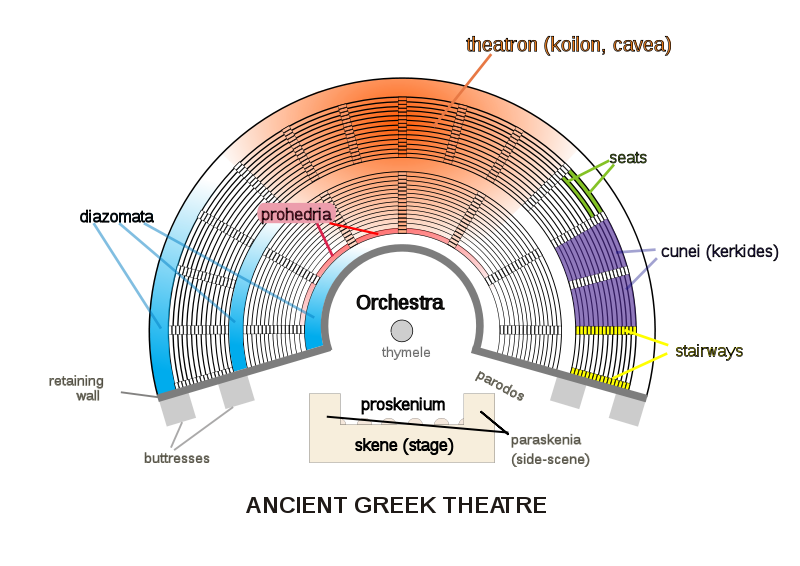 theatron (koilon, cavea)
seats
diazomata
prohedria
cunei (kerkides)
Orchestra
thymele
stairways
retaining
wall
parodos
proskenium
skene (stage)
paraskenia
(side-scene)
buttresses
ANCIENT GREEK THEATRE